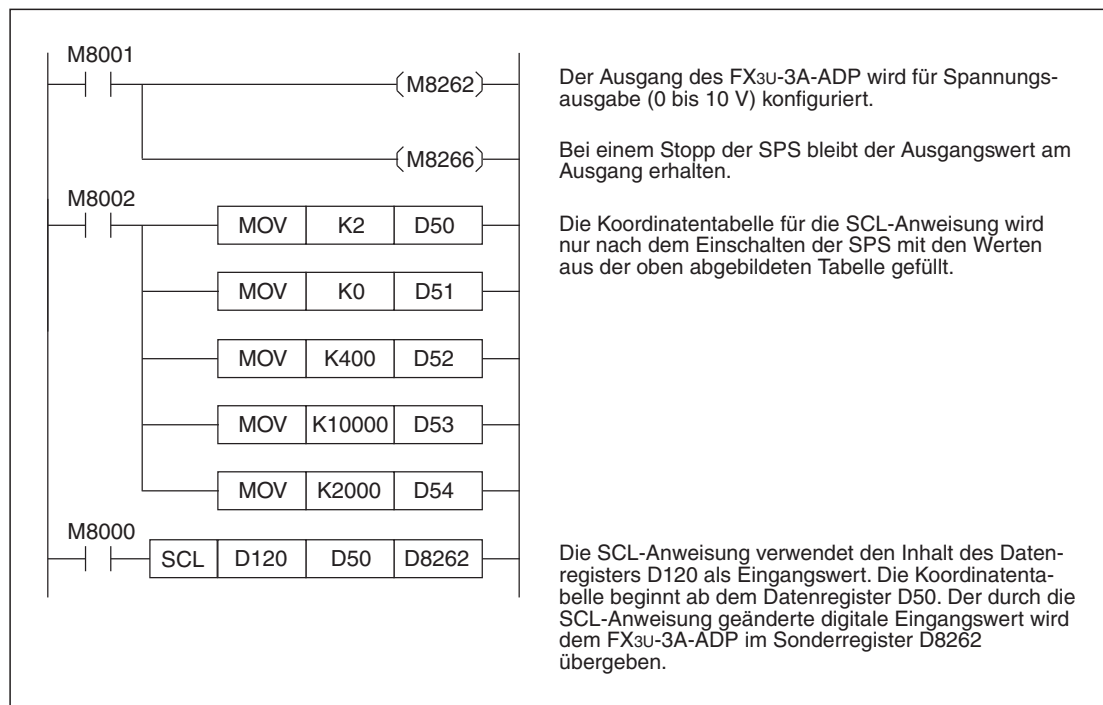 M8001
M8262
Der Ausgang des FX3U-3A-ADP wird für Spannungs-
ausgabe (0 bis 10 V) konfiguriert.
M8266
Bei einem Stopp der SPS bleibt der Ausgangswert am
Ausgang erhalten.
M8002
MOV K2 D50
Die Koordinatentabelle für die SCL-Anweisung wird
nur nach dem Einschalten der SPS mit den Werten
aus der oben abgebildeten Tabelle gefüllt.
MOV K0 D51
MOV K400 D52
MOV K10000 D53
MOV K2000 D54
M8000
SCL D120 D50 D8262
Die SCL-Anweisung verwendet den Inhalt des Daten-
registers D120 als Eingangswert. Die Koordinatenta-
belle beginnt ab dem Datenregister D50. Der durch die
SCL-Anweisung geänderte digitale Eingangswert wird
dem FX3U-3A-ADP im Sonderregister D8262
übergeben.